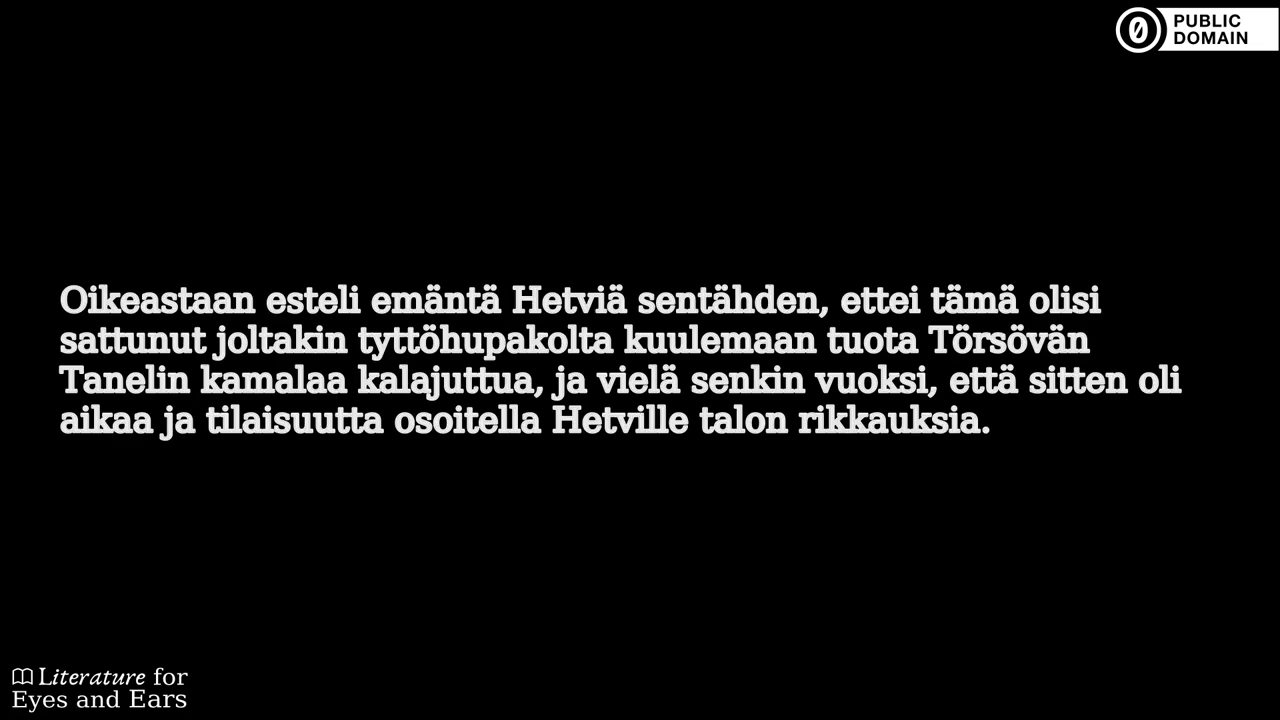 PUBLIC
DOMAIN
Oikeastaan esteli emäntä Hetviä sentähden, ettei tämä olisi
sattunut joltakin tyttöhupakolta kuulemaan tuota Törsövän
Tanelin kamalaa kalajuttua, ja vielä senkin vuoksi, että sitten oli
aikaa ja tilaisuutta osoitella Hetville talon rikkauksia.
Literature for
Eyes and Ears